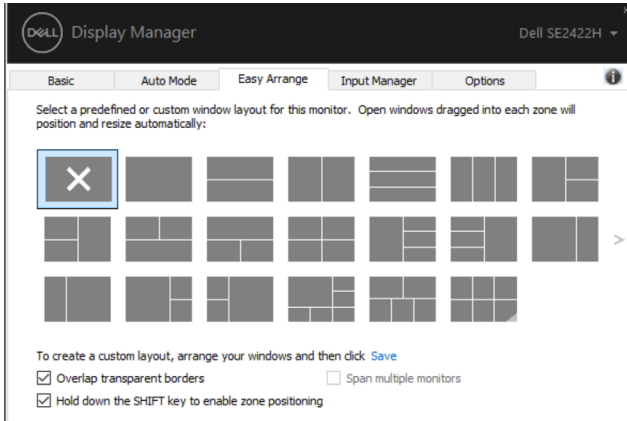 DELL Display Manager
Dell SE2422H
Basic Auto Mode Easy Arrange Input Manager Options
Select a predefined or custom window layout for this monitor. Open windows dragged into each zone will
position and resize automatically:
To create a custom layout, arrange your windows and then click Save
Overlap transparent borders
Span multiple monitors
Hold down the SHIFT key to enable zone positioning